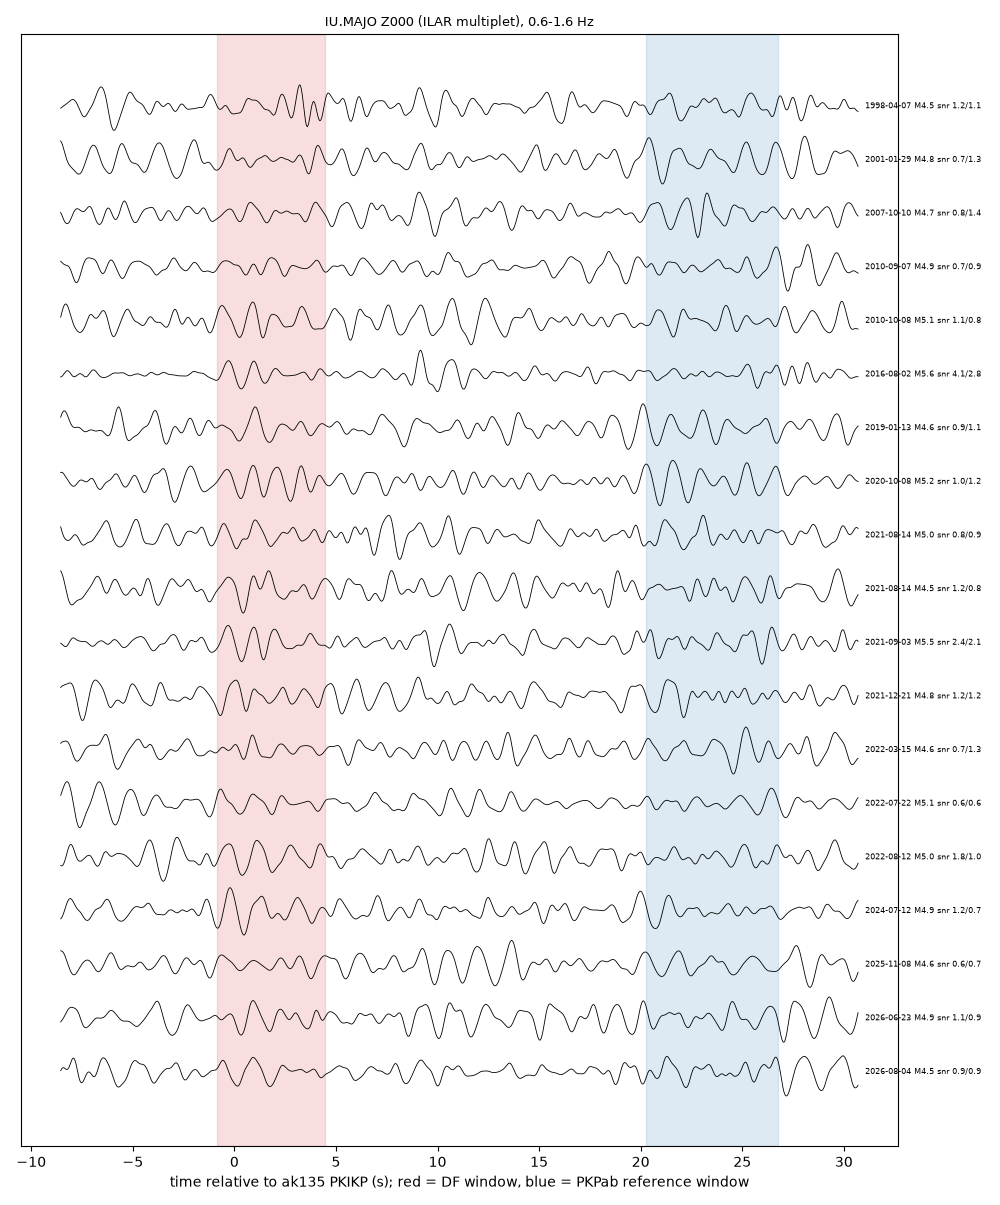 IU.MAJO Z000 (ILAR multiplet), 0.6-1.6 Hz
1998-04-07 M4.5 snr 1.2/1.1
2001-01-29 M4.8 snr 0.7/1.3
2007-10-10 M4.7 snr 0.8/1.4
2010-09-07 M4.9 snr 0.7/0.9
2010-10-08 M5.1 snr 1.1/0.8
2016-08-02 M5.6 snr 4.1/2.8
2019-01-13 M4.6 snr 0.9/1.1
2020-10-08 M5.2 snr 1.0/1.2
2021-08-14 M5.0 snr 0.8/0.9
2021-08-14 M4.5 snr 1.2/0.8
2021-09-03 M5.5 snr 2.4/2.1
2021-12-21 M4.8 snr 1.2/1.2
2022-03-15 M4.6 snr 0.7/1.3
2022-07-22 M5.1 snr 0.6/0.6
2022-08-12 M5.0 snr 1.8/1.0
2024-07-12 M4.9 snr 1.2/0.7
2025-11-08 M4.6 snr 0.6/0.7
2026-06-23 M4.9 snr 1.1/0.9
2026-08-04 M4.5 snr 0.9/0.9
−10 −5 0 5 10 15 20 25 30
time relative to ak135 PKIKP (s); red = DF window, blue = PKPab reference window